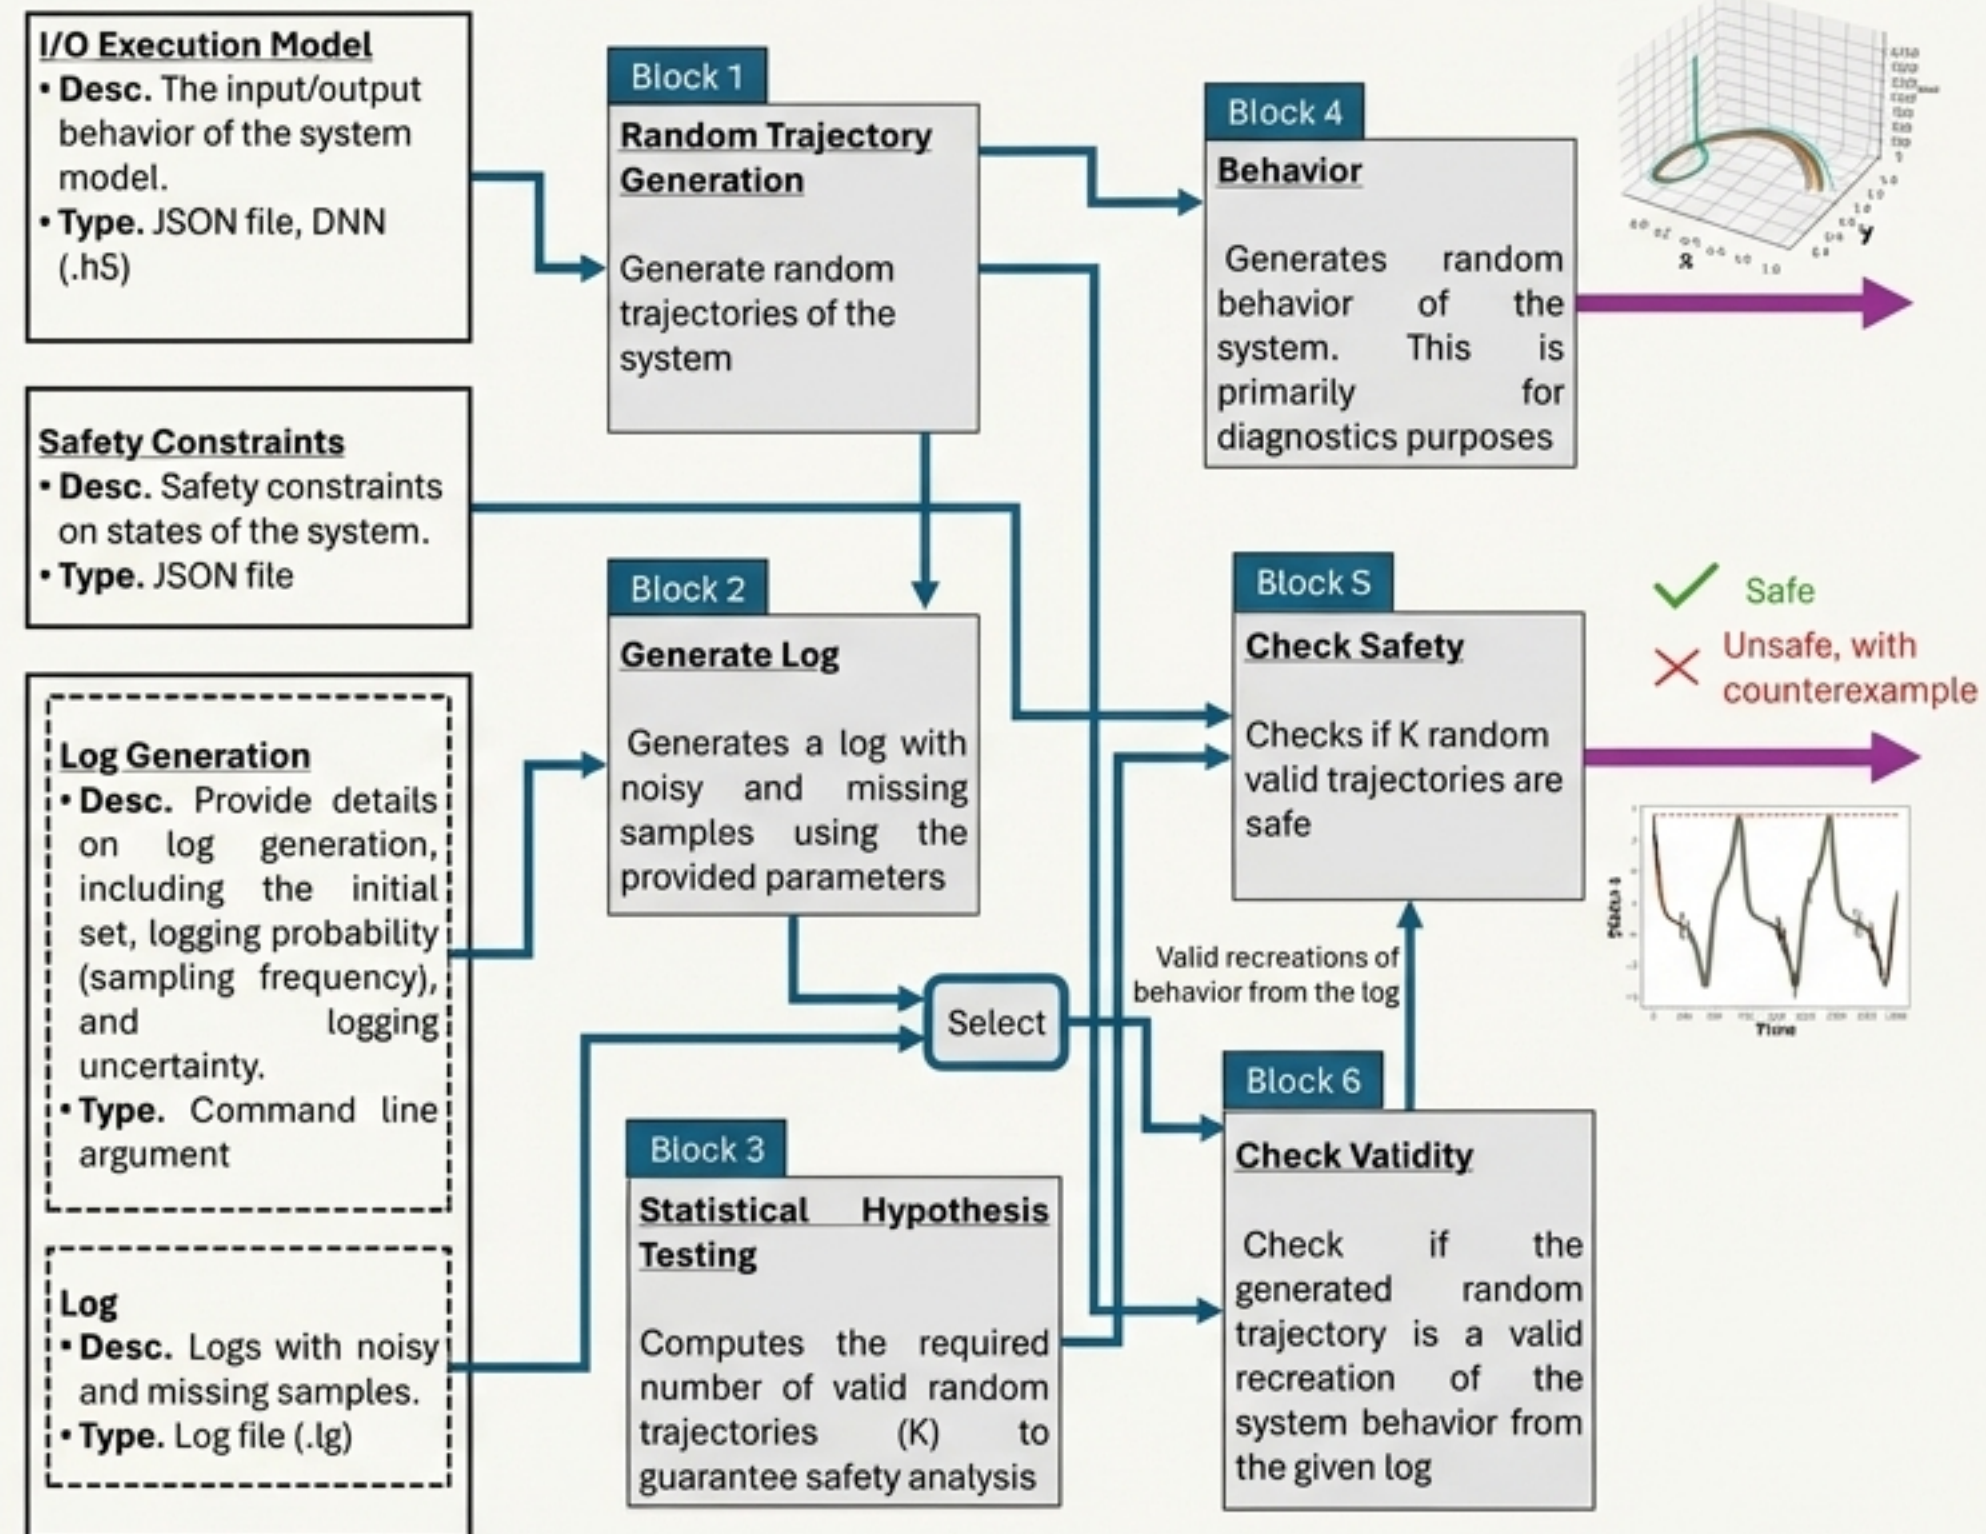 I/O Execution Model
• Desc. The input/output
behavior of the system
model.
• Type. JSON file, DNN
(.hS)
Safety Constraints
• Desc. Safety constraints
on states of the system.
• Type. JSON file
Log Generation
• Desc. Provide details
on log generation,
including the initial
set, logging probability
(sampling frequency),
and logging
uncertainty.
• Type. Command line
argument
Log
• Desc. Logs with noisy
and missing samples.
• Type. Log file (.lg)
Block 1
Random Trajectory
Generation
Generate random
trajectories of the
system
Block 2
Generate Log
Generates a log with
noisy and missing
samples using the
provided parameters
Select
Block 3
Statistical Hypothesis
Testing
Computes the required
number of valid random
trajectories (K) to
guarantee safety analysis
Block 4
Behavior
Generates random
behavior of the
system. This is
primarily for
diagnostics purposes
Block S
Check Safety
Checks if K random
valid trajectories are
safe
Valid recreations of
behavior from the log
Block 6
Check Validity
Check if the
generated random
trajectory is a valid
recreation of the
system behavior from
the given log
y
Safe
Unsafe, with
counterexample
Time